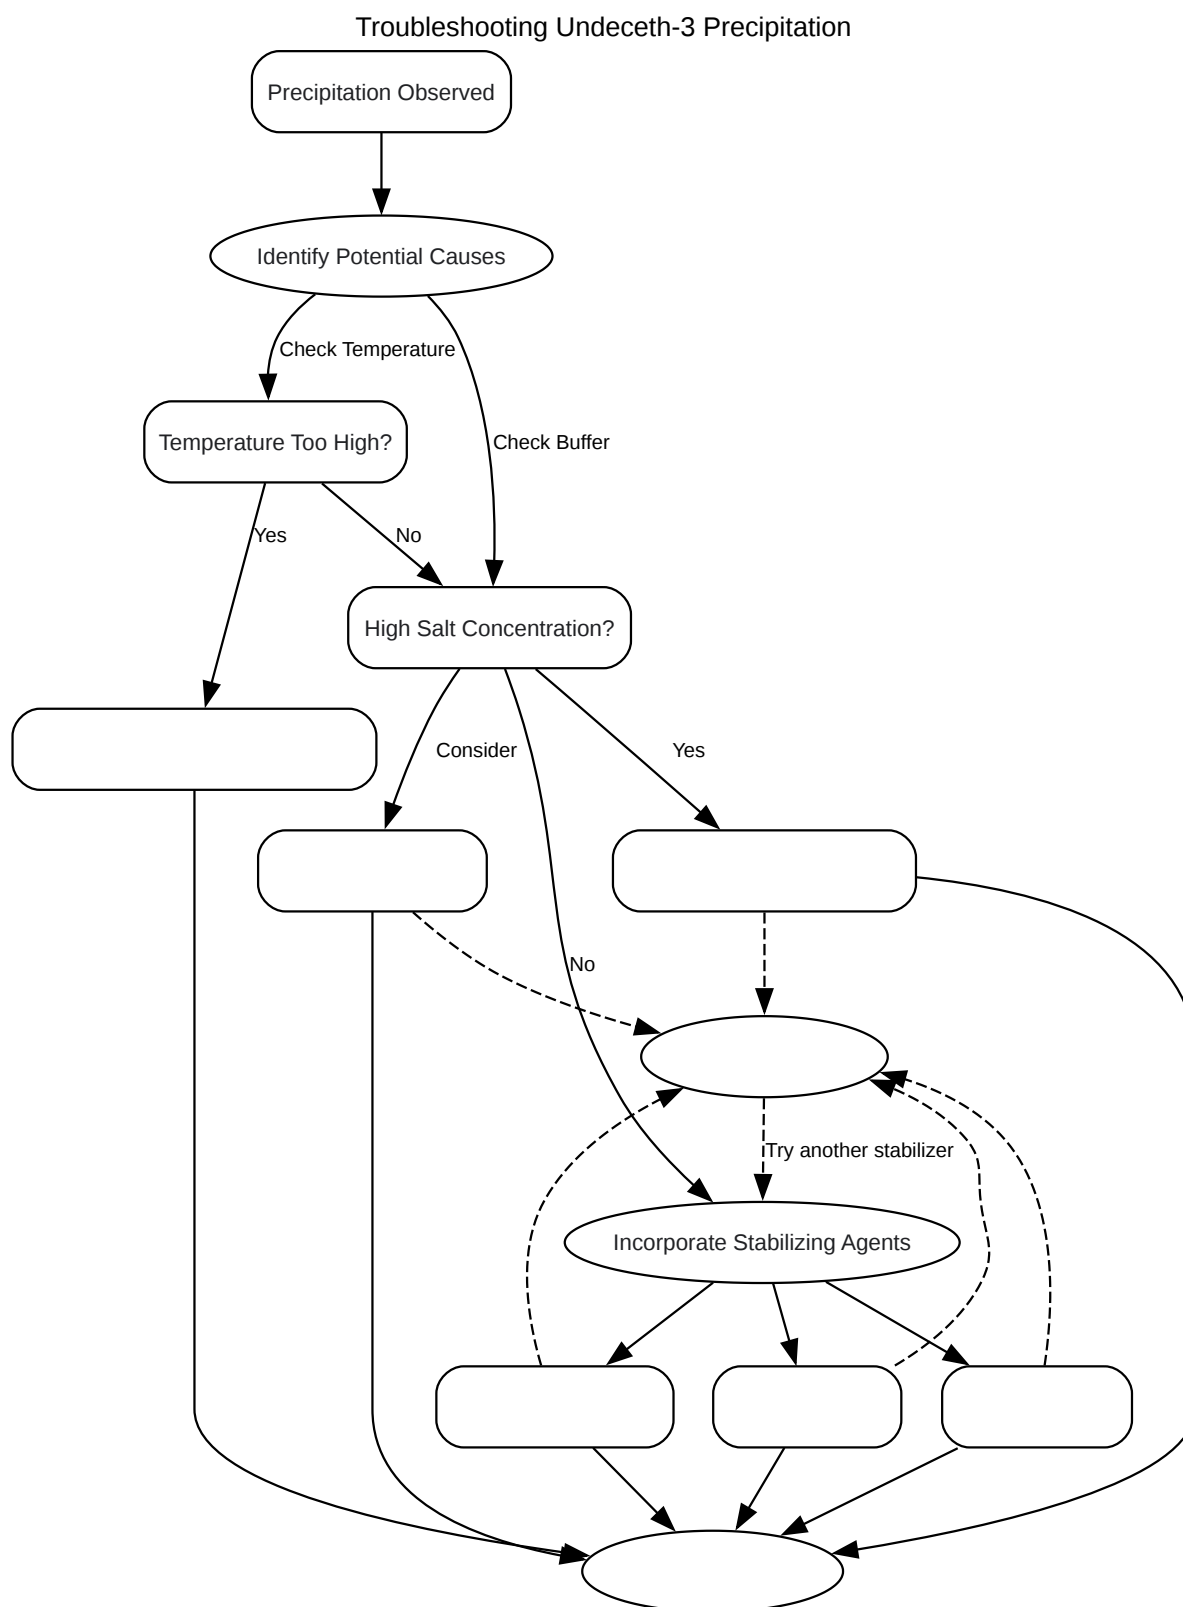 Troubleshooting Undeceth-3 Precipitation
Precipitation Observed
Identify Potential Causes
Check Temperature
Temperature Too High?
Check Buffer
Yes
No
High Salt Concentration?
Consider
Yes
No
Try another stabilizer
Incorporate Stabilizing Agents